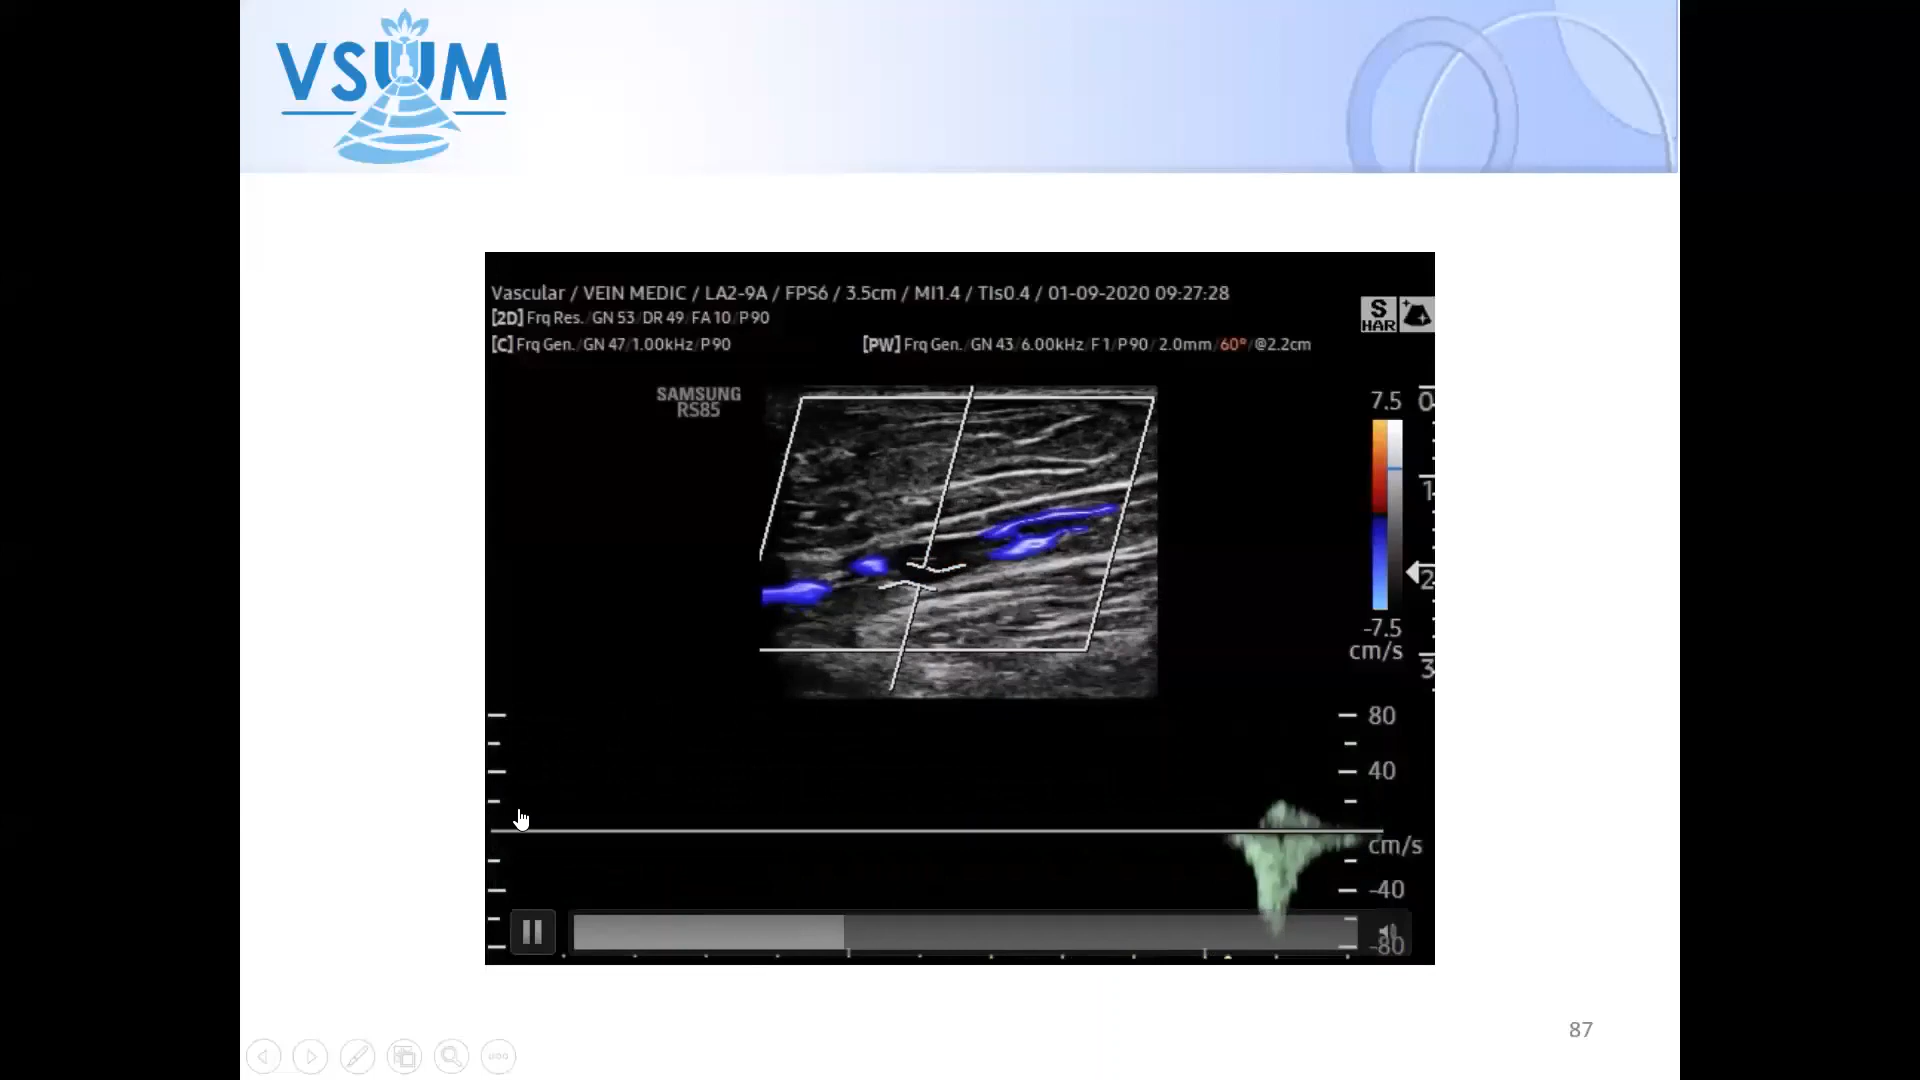 VSUM
Vascular / VEIN MEDIC / LA2-9A / FPS6 / 3.5cm / MI1.4 / TIs0.4 / 01-09-2020 09:27:28
[2D] Frq Res. / GN 53 / DR 49 / FA 10 / P 90
S
HAR
[C] Frq Gen. / GN 47 / 1.00kHz / P 90
[PW] Frq Gen. / GN 43 / 6.00kHz / F 1 / P 90 / 2.0mm / 60° / @2.2cm
SAMSUNG
RS85
7.5
0
1
2
-7.5
cm/s
3
80
40
cm/s
-40
-80
87